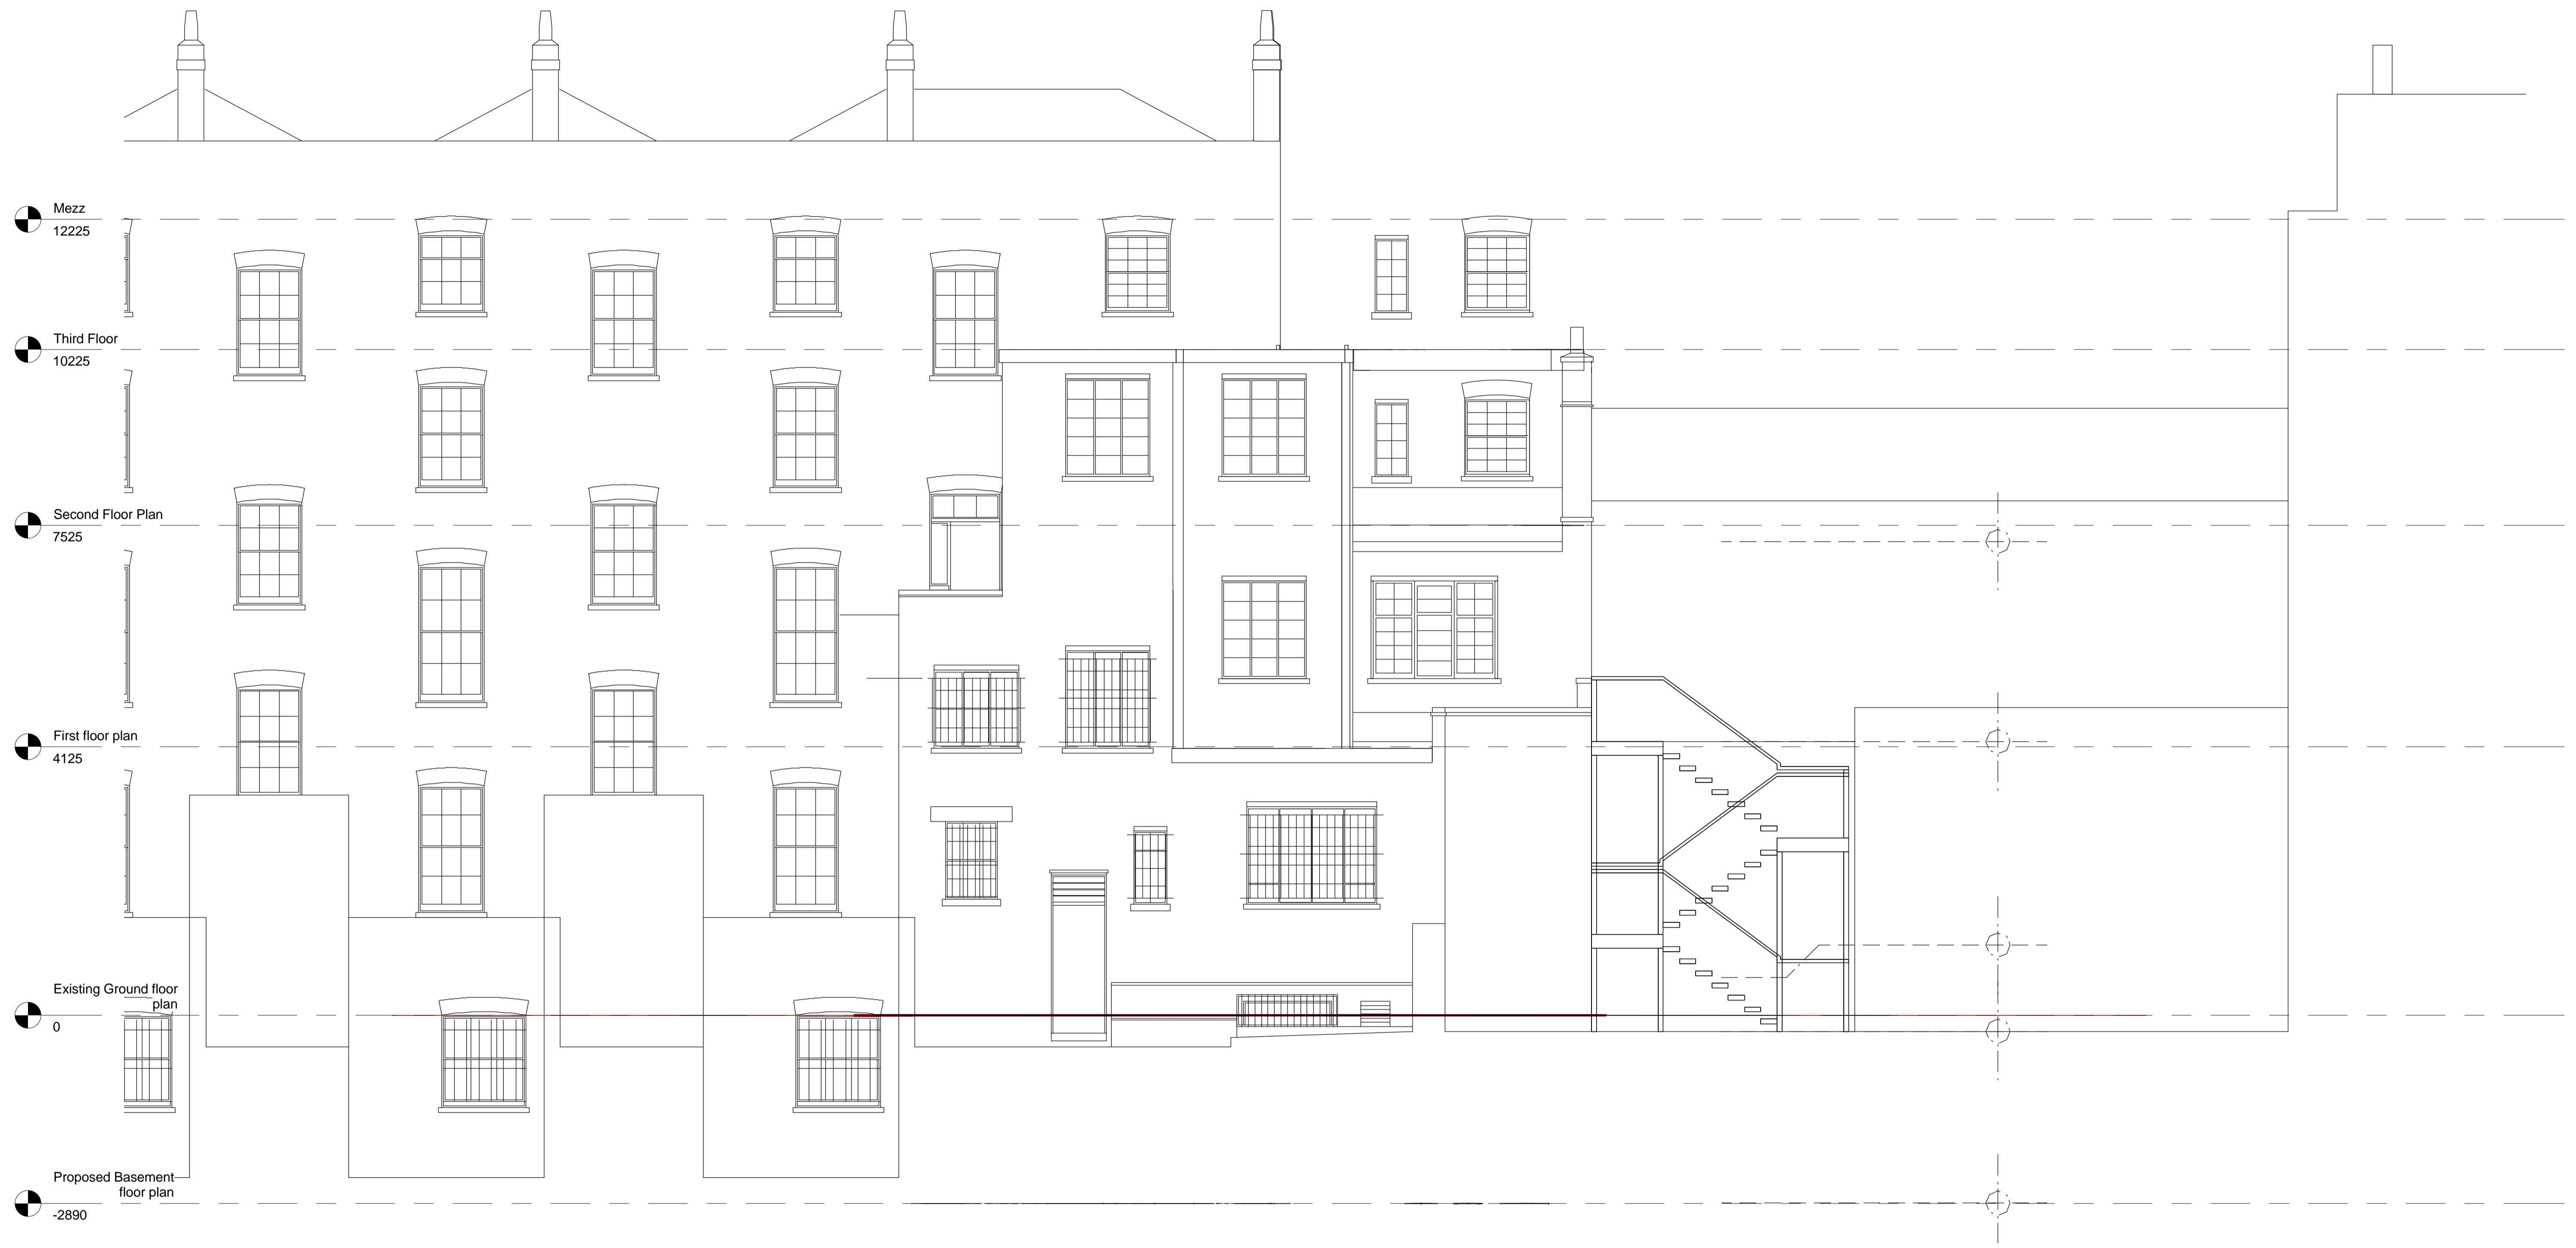 Mezz
12225
Third Floor
10225
Second Floor Plan
7525
First floor plan
4125
Existing Ground floor
plan
0
Proposed Basement
floor plan
-2890